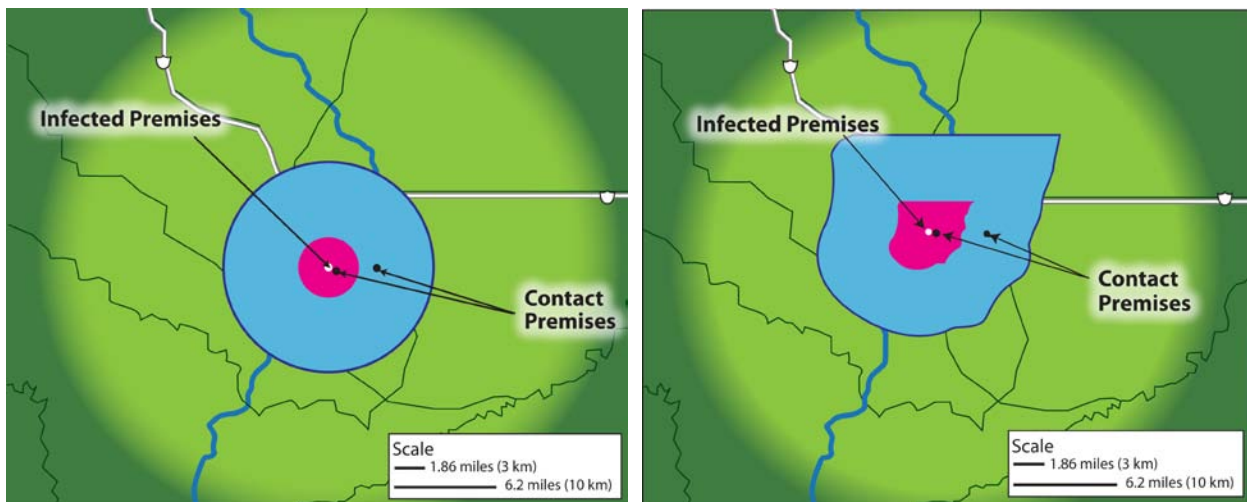 Infected Premises
Contact
Premises
Scale
1.86 miles (3 km)
6.2 miles (10 km)
Infected Premises
Contact
Premises
Scale
1.86 miles (3 km)
6.2 miles (10 km)